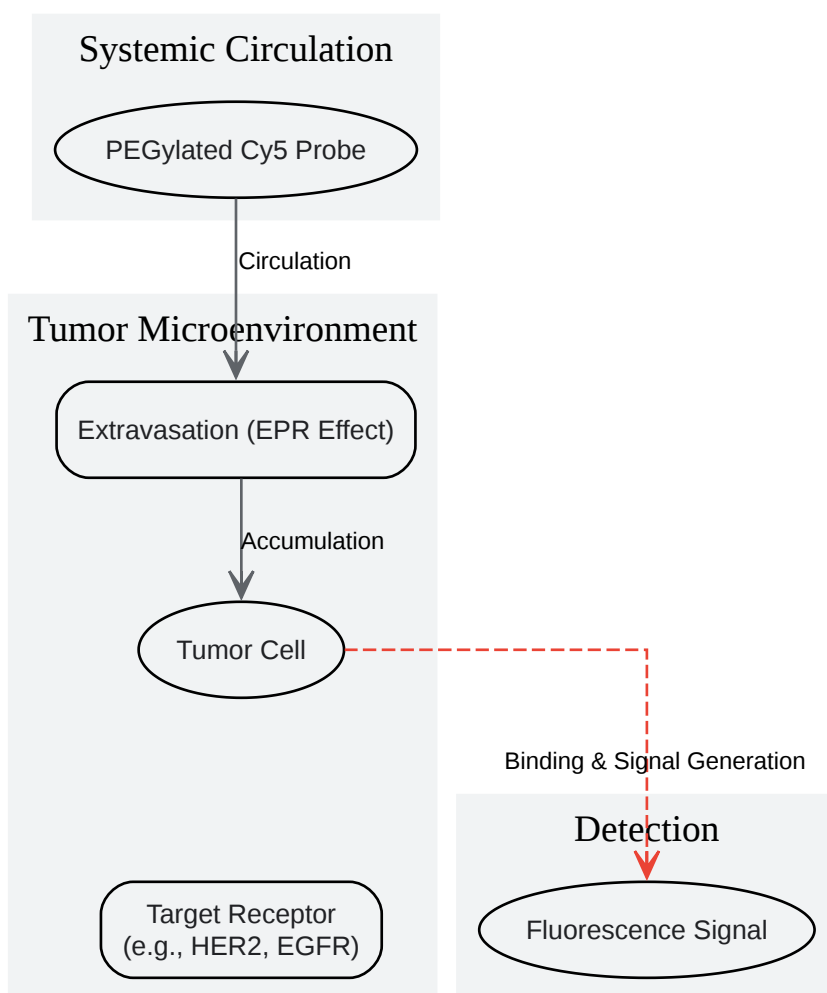 Systemic Circulation
PEGylated Cy5 Probe
Circulation
Tumor Microenvironment
Extravasation (EPR Effect)
Accumulation
Tumor Cell
Binding & Signal Generation
Detection
Target Receptor
(e.g., HER2, EGFR)
Fluorescence Signal